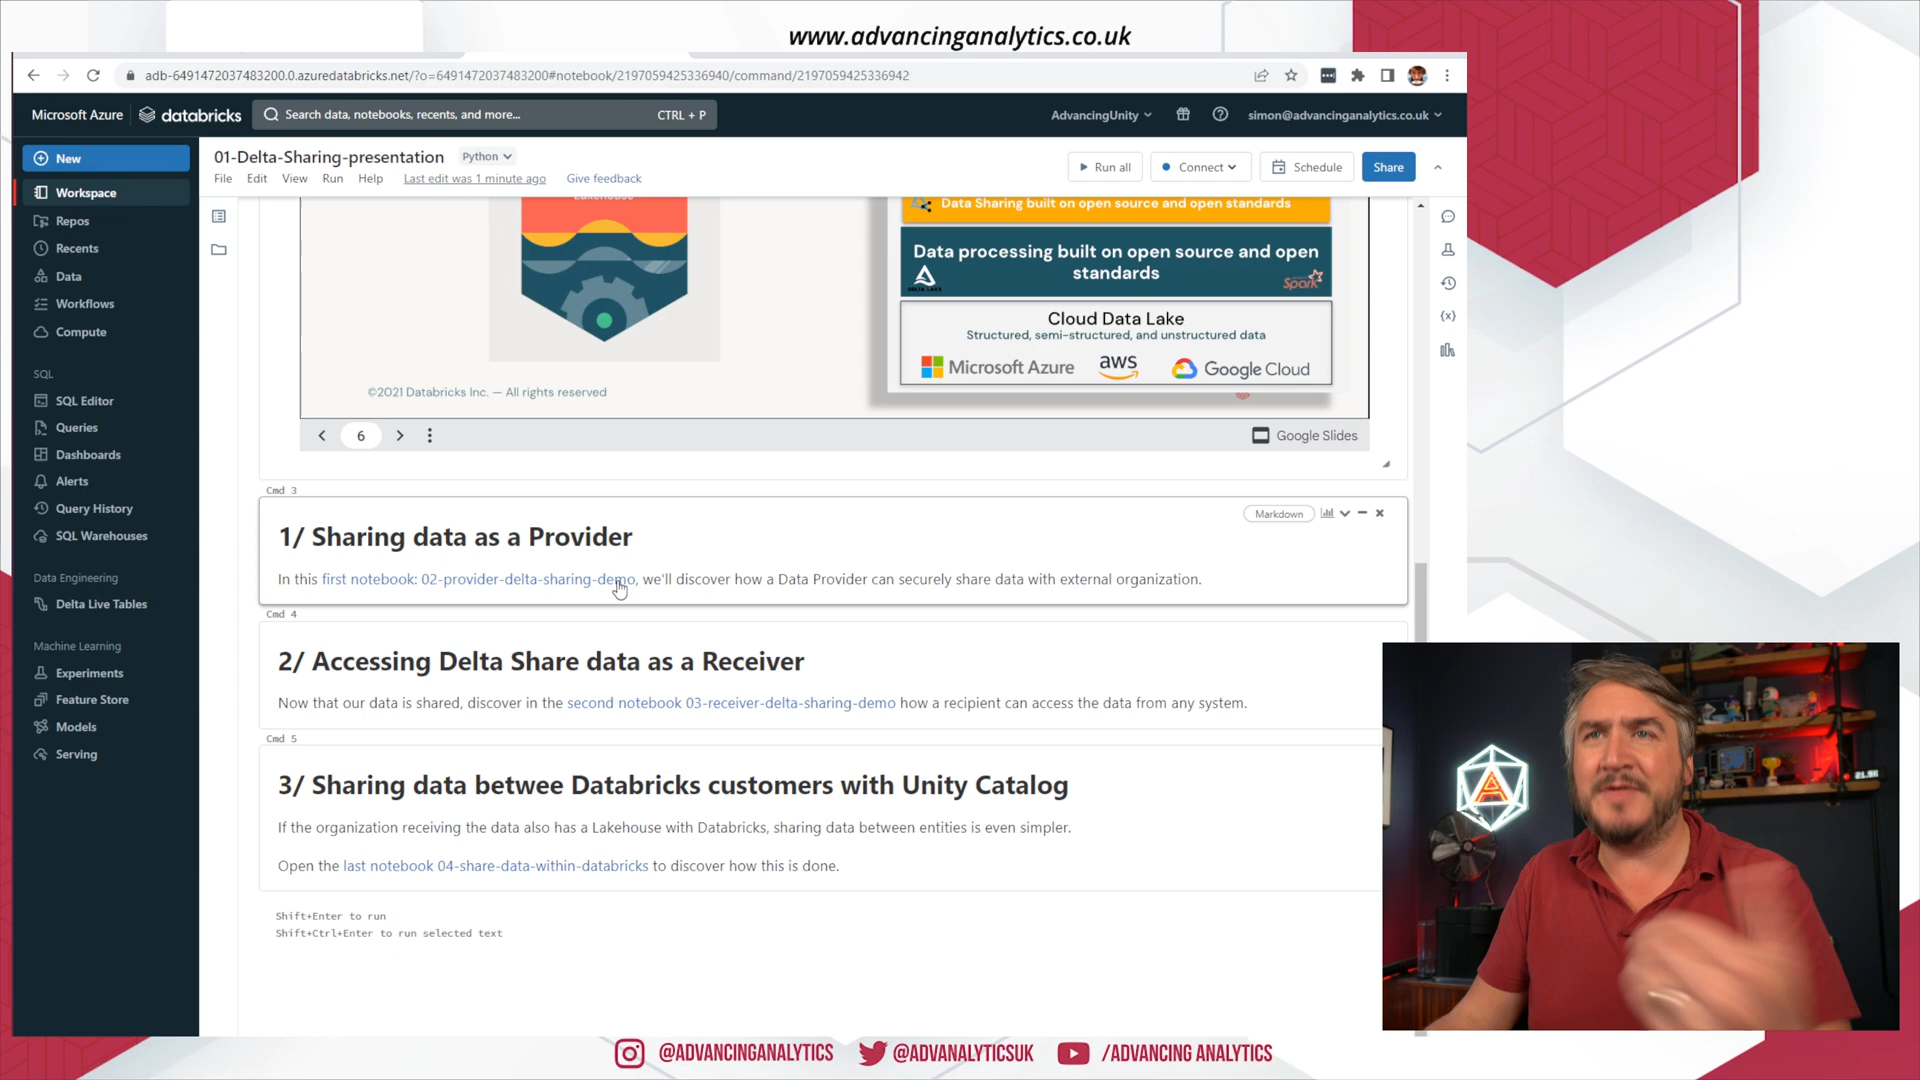 www.advancinganalytics.co.uk
adb-6491472037483200.0.azuredatabricks.net/?o=6491472037483200#notebook/2197059425336940/command/2197059425336942
Microsoft Azure
databricks
Search data, notebooks, recents, and more...
CTRL + P
AdvancingUnity
simon@advancinganalytics.co.uk
New
Workspace
Repos
Recents
Data
Workflows
Compute
SQL
SQL Editor
Queries
Dashboards
Alerts
Query History
SQL Warehouses
Data Engineering
Delta Live Tables
Machine Learning
Experiments
Feature Store
Models
Serving
01-Delta-Sharing-presentation
Python
File Edit View Run Help
Last edit was 1 minute ago
Give feedback
Run all
Connect
Schedule
Share
Lakehouse
Data Sharing built on open source and open standards
Data processing built on open source and open
standards
DELTA LAKE
Spark
Cloud Data Lake
Structured, semi-structured, and unstructured data
Microsoft Azure
aws
Google Cloud
©2021 Databricks Inc. — All rights reserved
6
Google Slides
Cmd 3
Markdown
1/ Sharing data as a Provider
In this first notebook: 02-provider-delta-sharing-demo, we'll discover how a Data Provider can securely share data with external organization.
Cmd 4
2/ Accessing Delta Share data as a Receiver
Now that our data is shared, discover in the second notebook 03-receiver-delta-sharing-demo how a recipient can access the data from any system.
Cmd 5
3/ Sharing data betwee Databricks customers with Unity Catalog
If the organization receiving the data also has a Lakehouse with Databricks, sharing data between entities is even simpler.
Open the last notebook 04-share-data-within-databricks to discover how this is done.
Shift+Enter to run
Shift+Ctrl+Enter to run selected text
@ADVANCINGANALYTICS
@ADVANALYTICSUK
/ADVANCING ANALYTICS